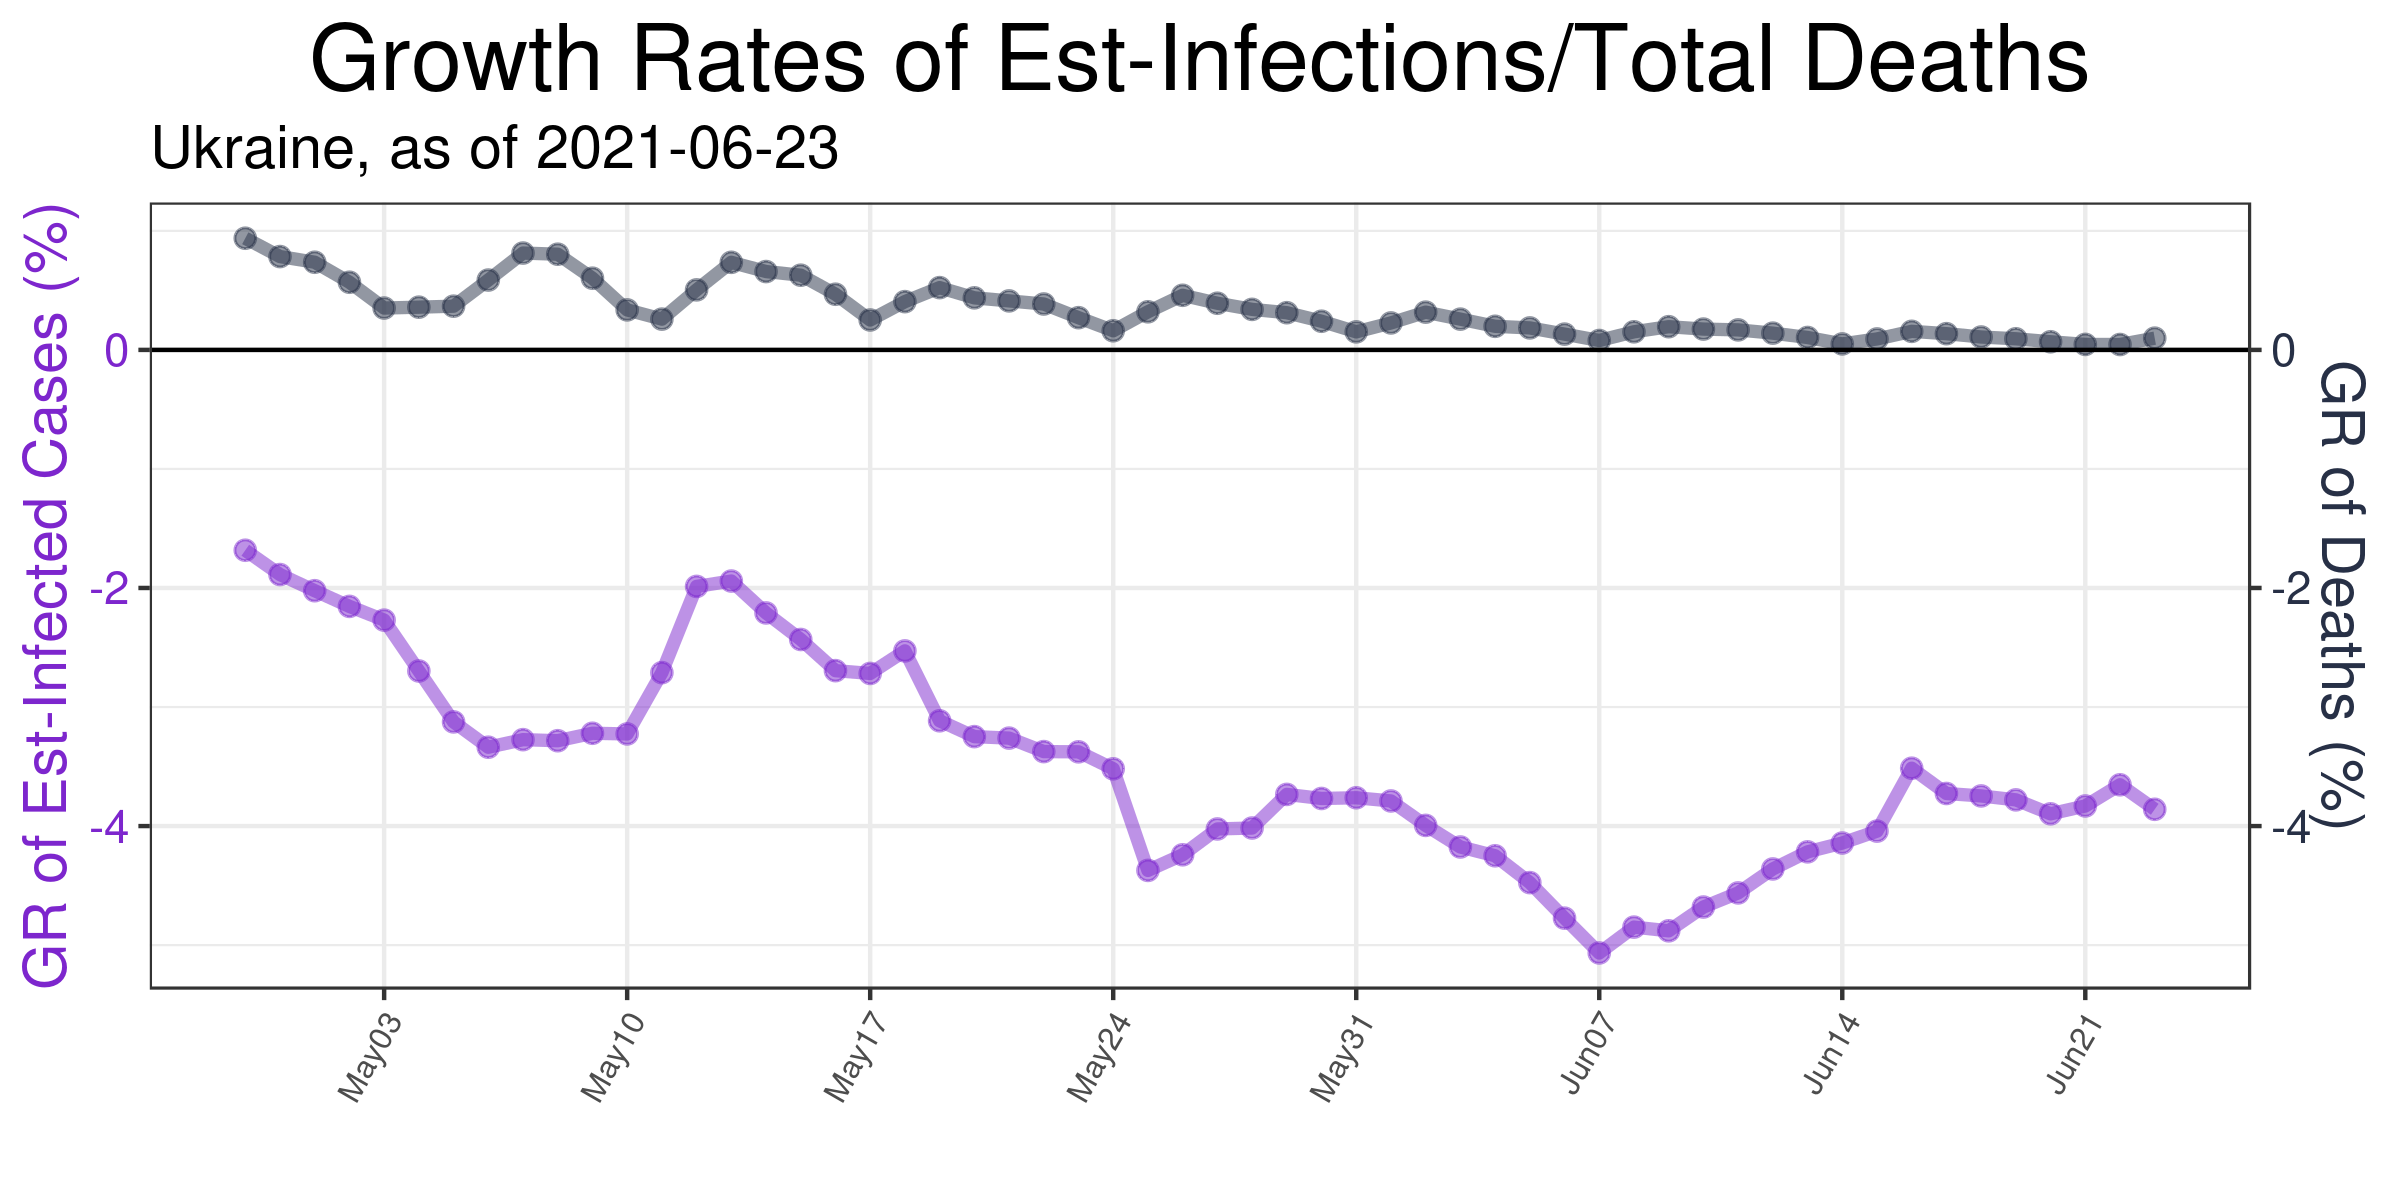 Growth Rates of Est-Infections/Total Deaths
Ukraine, as of 2021-06-23
GR of Est-Infected Cases (%)
0
-2
-4
0
-2
-4
GR of Deaths (%)
May03
May10
May17
May24
May31
Jun07
Jun14
Jun21